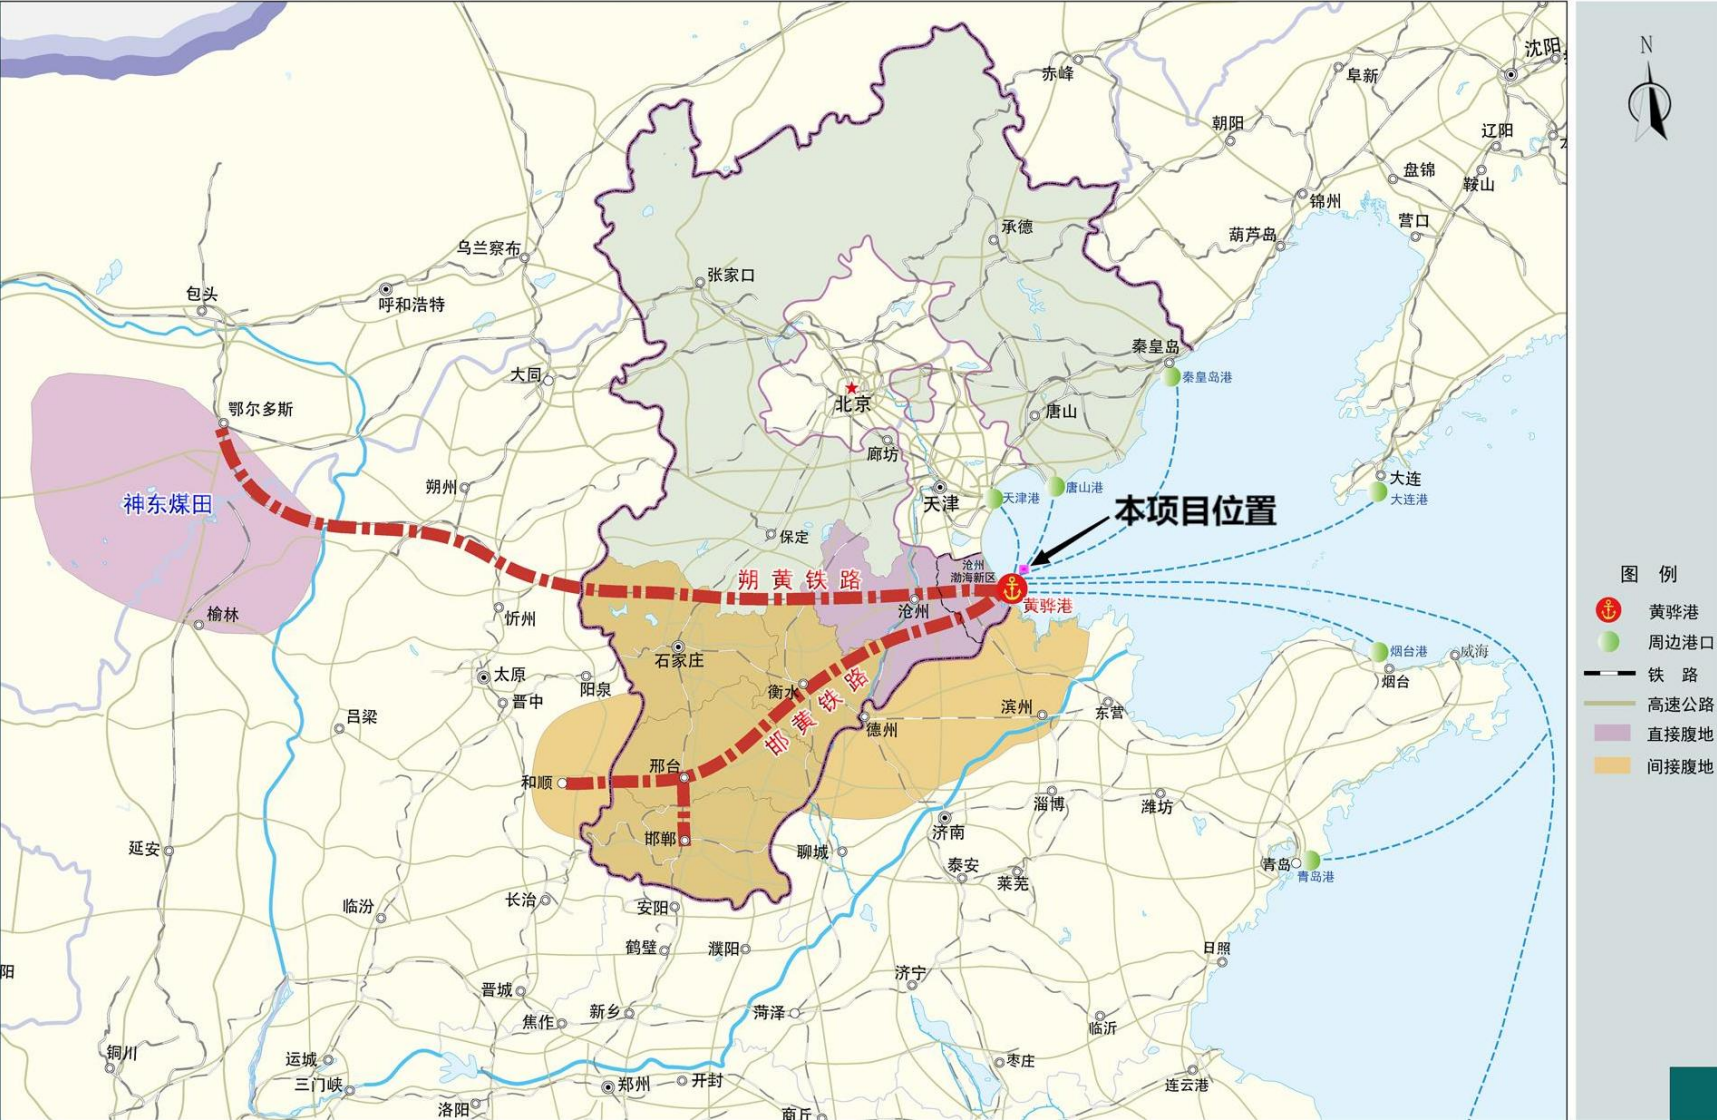 沈阳
赤峰
阜新
N
朝阳
辽阳
盘锦
鞍山
锦州
营口
承德
葫芦岛
乌兰察布
张家口
包头
呼和浩特
秦皇岛
秦皇岛港
大同
北京
唐山
鄂尔多斯
廊坊
大连
大连港
朔州
天津
天津港
唐山港
神东煤田
本项目位置
保定
沧州
渤海新区
朔黄铁路
图 例
黄骅港
沧州
黄骅港
榆林
忻州
周边港口
石家庄
烟台港
威海
太原
阳泉
铁 路
烟台
衡水
晋中
邯黄铁路
高速公路
吕梁
滨州
东营
德州
直接腹地
间接腹地
邢台
和顺
淄博
潍坊
邯郸
济南
延安
聊城
泰安
莱芜
青岛
青岛港
长治
临汾
安阳
鹤壁
濮阳
日照
阳
济宁
晋城
新乡
焦作
菏泽
临沂
铜川
运城
枣庄
三门峡
郑州
开封
连云港
洛阳
商丘